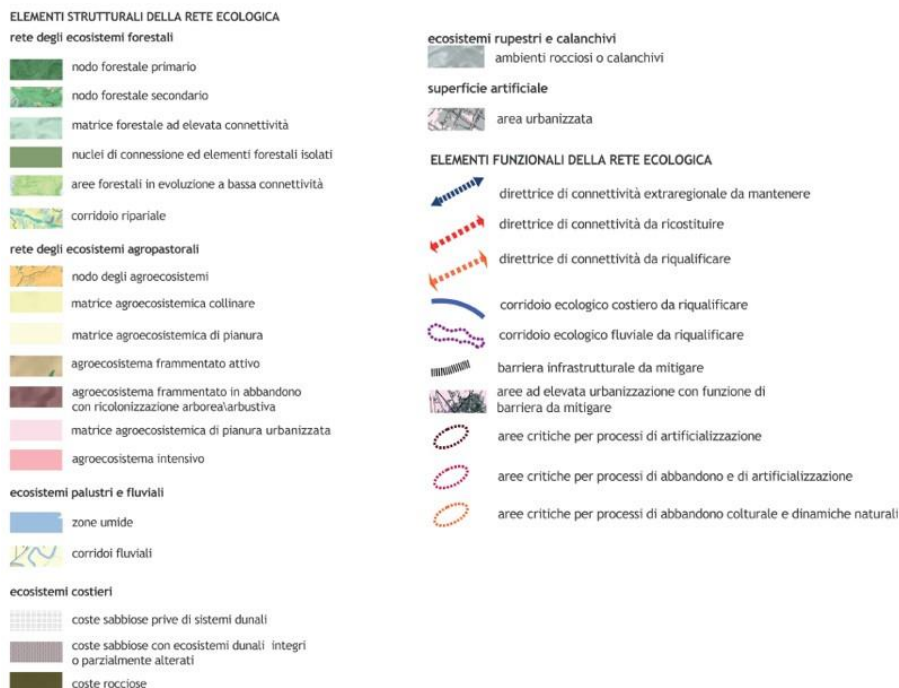 ELEMENTI STRUTTURALI DELLA RETE ECOLOGICA
rete degli ecosistemi forestali
nodo forestale primario
nodo forestale secondario
matrice forestale ad elevata connettività
nuclei di connessione ed elementi forestali isolati
aree forestali in evoluzione a bassa connettività
corridoio ripariale
rete degli ecosistemi agropastorali
nodo degli agroecosistemi
matrice agroecosistemica collinare
matrice agroecosistemica di pianura
agroecosistema frammentato attivo
agroecosistema frammentato in abbandono
con ricolonizzazione arborea\arbustiva
matrice agroecosistemica di pianura urbanizzata
agroecosistema intensivo
ecosistemi palustri e fluviali
zone umide
corridoi fluviali
ecosistemi costieri
coste sabbiose prive di sistemi dunali
coste sabbiose con ecosistemi dunali integri
o parzialmente alterati
coste rocciose
ecosistemi rupestri e calanchivi
ambienti rocciosi o calanchivi
superficie artificiale
area urbanizzata
ELEMENTI FUNZIONALI DELLA RETE ECOLOGICA
direttrice di connettività extraregionale da mantenere
direttrice di connettività da ricostituire
direttrice di connettività da riqualificare
corridoio ecologico costiero da riqualificare
corridoio ecologico fluviale da riqualificare
barriera infrastrutturale da mitigare
aree ad elevata urbanizzazione con funzione di
barriera da mitigare
aree critiche per processi di artificializzazione
aree critiche per processi di abbandono e di artificializzazione
aree critiche per processi di abbandono colturale e dinamiche naturali